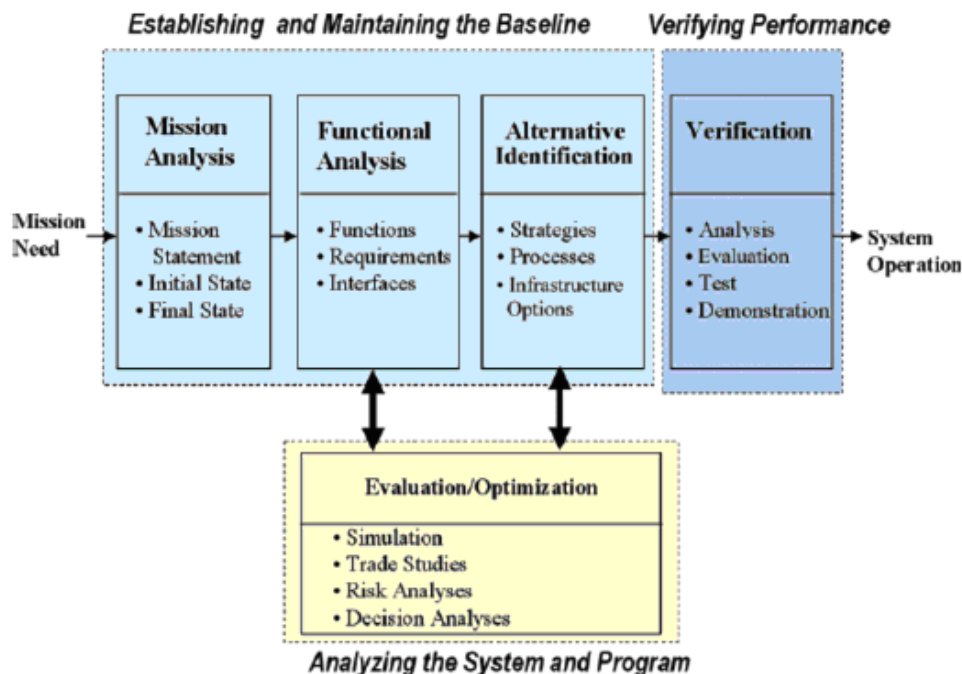 Establishing and Maintaining the Baseline
Verifying Performance
Mission
Need
Mission
Analysis
• Mission
Statement
• Initial State
• Final State
Functional
Analysis
• Functions
• Requirements
• Interfaces
Alternative
Identification
• Strategies
• Processes
• Infrastructure
Options
Verification
• Analysis
• Evaluation
• Test
• Demonstration
System
Operation
Evaluation/Optimization
• Simulation
• Trade Studies
• Risk Analyses
• Decision Analyses
Analyzing the System and Program